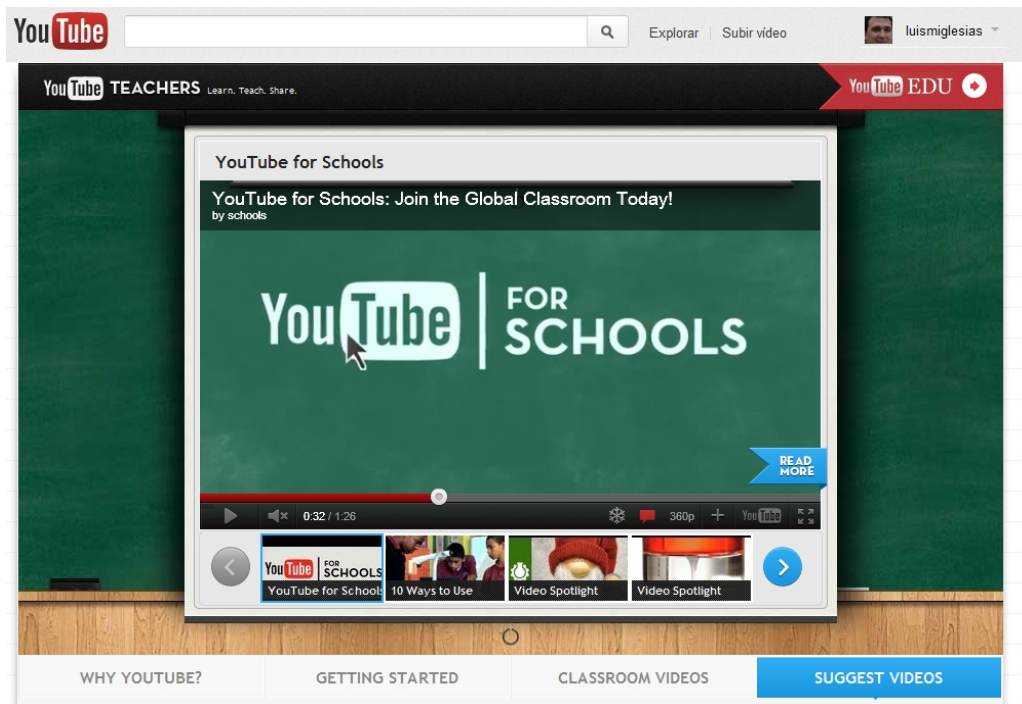 YouTube
Explorar | Subir vídeo
luismiglesias
YouTube TEACHERS Learn. Teach. Share.
YouTube EDU
YouTube for Schools
YouTube for Schools: Join the Global Classroom Today!
by schools
YouTube | FOR
SCHOOLS
READ
MORE
0:32 / 1:26
360p
YouTube
YouTube | FOR
SCHOOLS
YouTube for School
10 Ways to Use
Video Spotlight
Video Spotlight
WHY YOUTUBE?
GETTING STARTED
CLASSROOM VIDEOS
SUGGEST VIDEOS